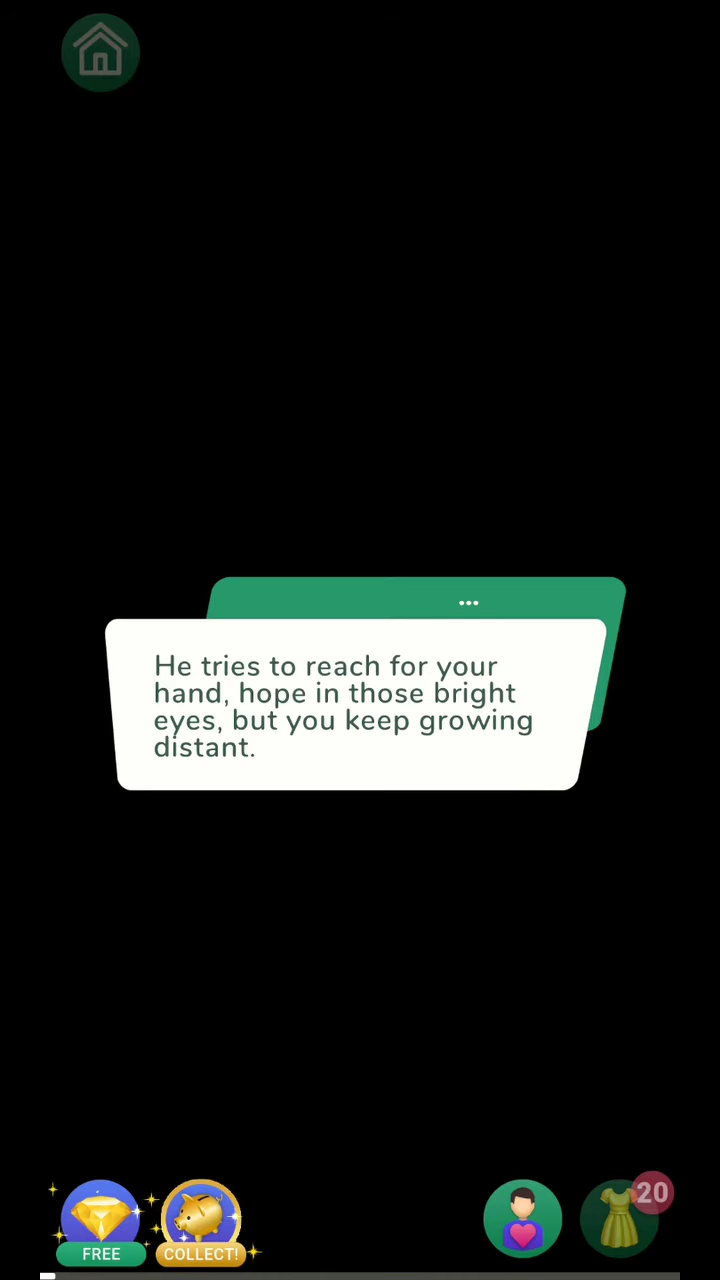 ...
He tries to reach for your
hand, hope in those bright
eyes, but you keep growing
distant.
20
FREE
COLLECT!